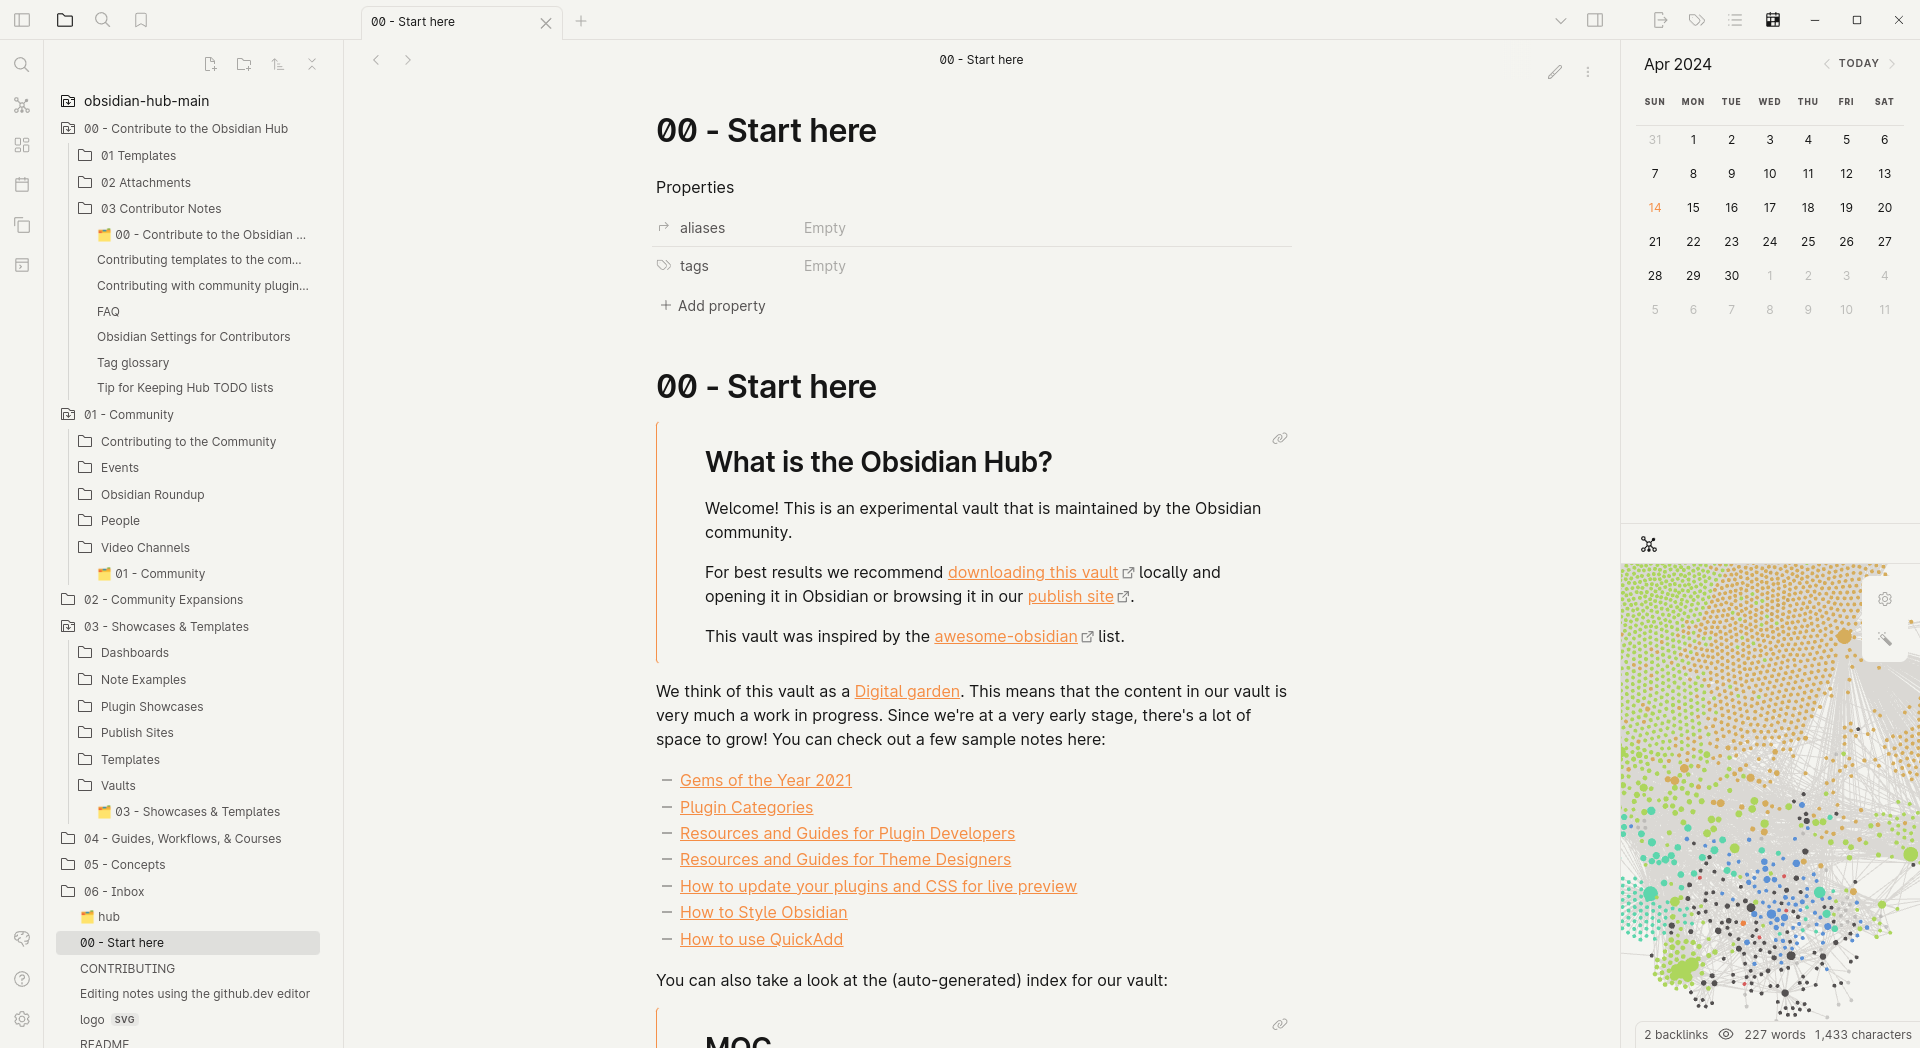 00 - Start here
obsidian-hub-main
00 - Contribute to the Obsidian Hub
01 Templates
02 Attachments
03 Contributor Notes
00 - Contribute to the Obsidian ...
Contributing templates to the com...
Contributing with community plugin...
FAQ
Obsidian Settings for Contributors
Tag glossary
Tip for Keeping Hub TODO lists
01 - Community
Contributing to the Community
Events
Obsidian Roundup
People
Video Channels
01 - Community
02 - Community Expansions
03 - Showcases & Templates
Dashboards
Note Examples
Plugin Showcases
Publish Sites
Templates
Vaults
03 - Showcases & Templates
04 - Guides, Workflows, & Courses
05 - Concepts
06 - Inbox
hub
00 - Start here
CONTRIBUTING
Editing notes using the github.dev editor
logo SVG
README
00 - Start here
00 - Start here
Properties
aliases Empty
tags Empty
Add property
00 - Start here
What is the Obsidian Hub?
Welcome! This is an experimental vault that is maintained by the Obsidian
community.
For best results we recommend downloading this vault locally and
opening it in Obsidian or browsing it in our publish site.
This vault was inspired by the awesome-obsidian list.
We think of this vault as a Digital garden. This means that the content in our vault is
very much a work in progress. Since we're at a very early stage, there's a lot of
space to grow! You can check out a few sample notes here:
— Gems of the Year 2021
— Plugin Categories
— Resources and Guides for Plugin Developers
— Resources and Guides for Theme Designers
— How to update your plugins and CSS for live preview
— How to Style Obsidian
— How to use QuickAdd
You can also take a look at the (auto-generated) index for our vault:
MOC
Apr 2024 TODAY
SUN MON TUE WED THU FRI SAT
31 1 2 3 4 5 6
7 8 9 10 11 12 13
14 15 16 17 18 19 20
21 22 23 24 25 26 27
28 29 30 1 2 3 4
5 6 7 8 9 10 11
2 backlinks 227 words 1,433 characters